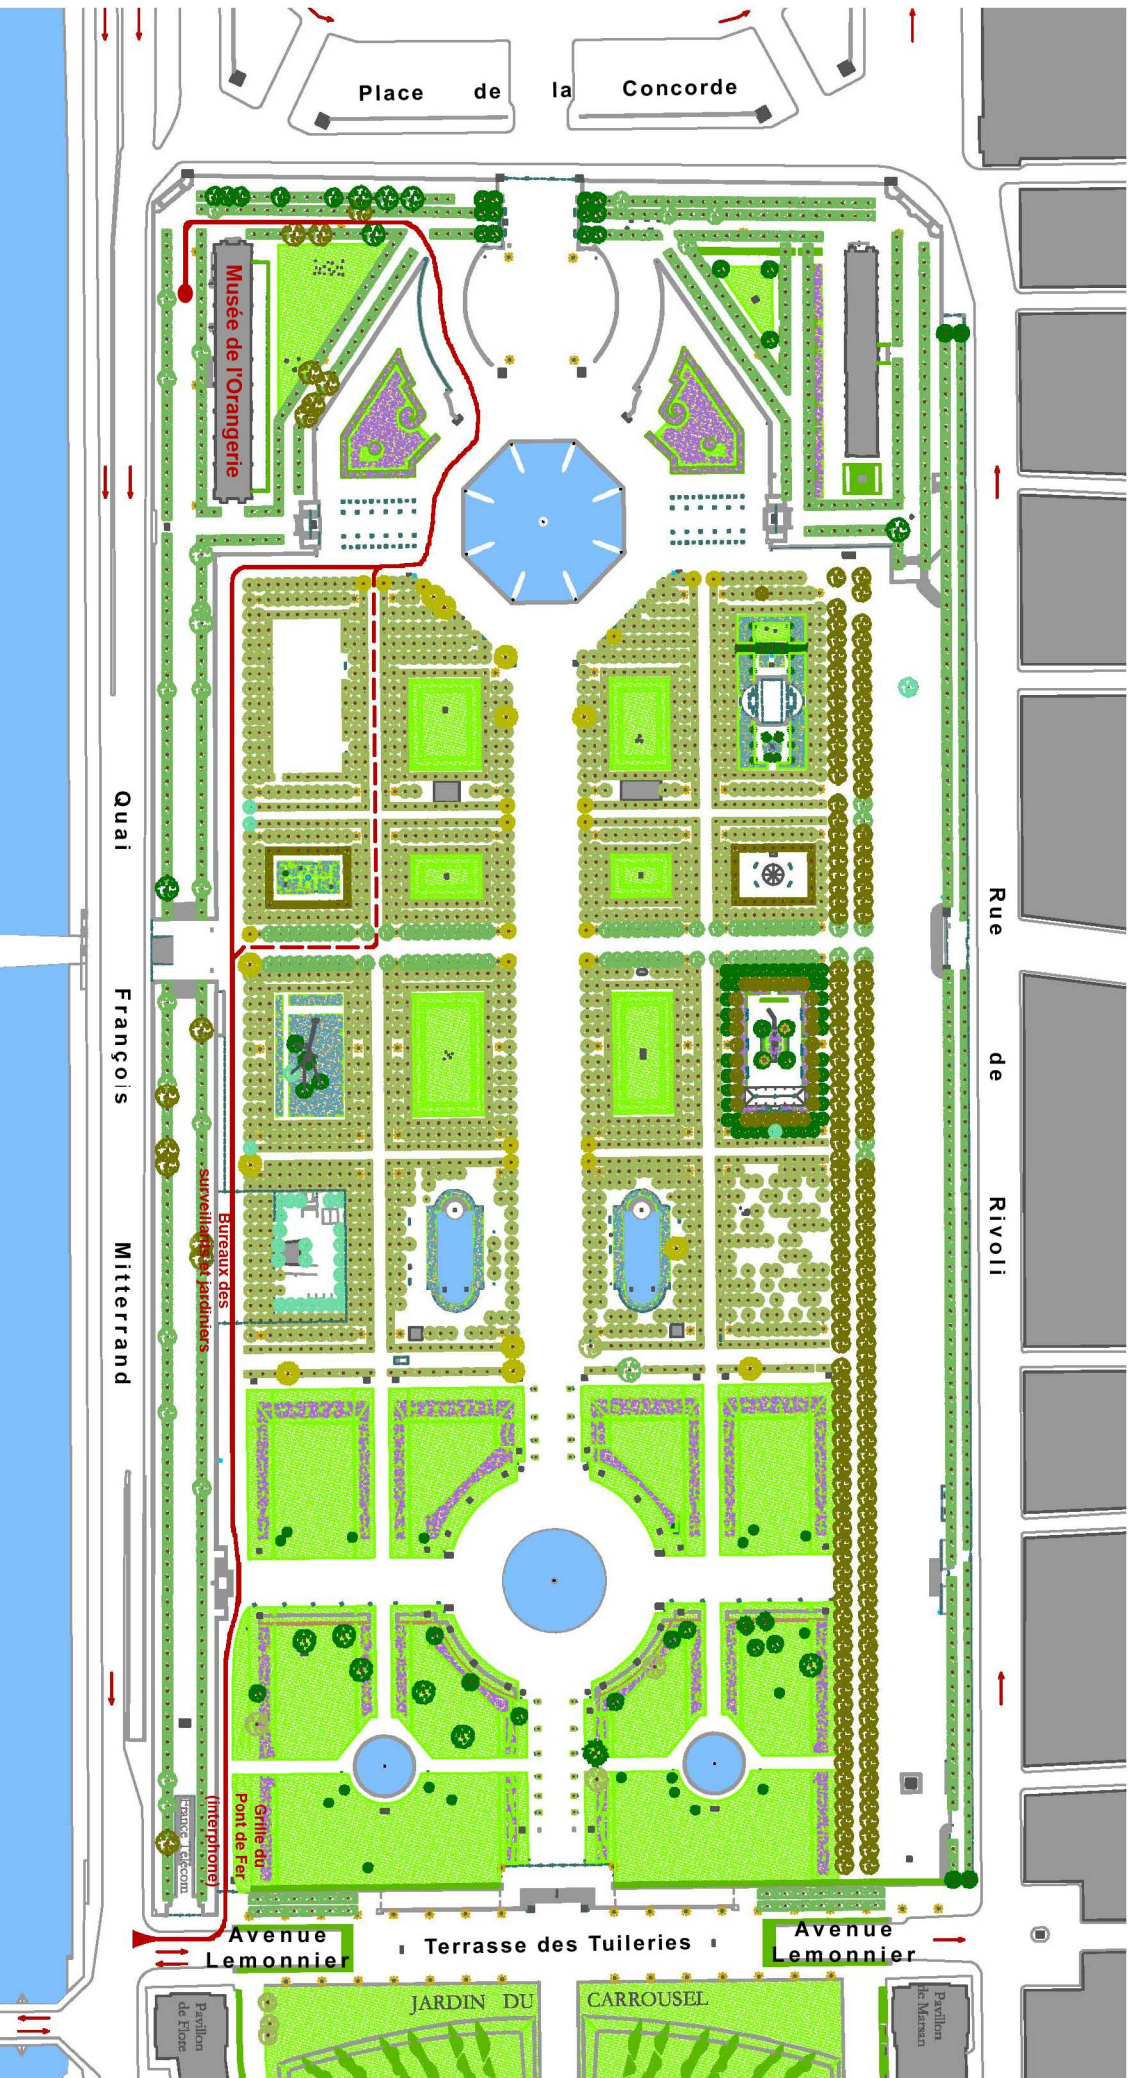 Place de la Concorde
Musée de l'Orangerie
Quai François Mitterrand
Rue de Rivoli
Bureaux des
surveillants et jardiniers
Grille du
Pont de Fer
(interphone)
France Télécom
Avenue
Lemonnier
Terrasse des Tuileries
Avenue
Lemonnier
JARDIN DU CARROUSEL
Pavillon
de Flore
Pavillon
de Marsan